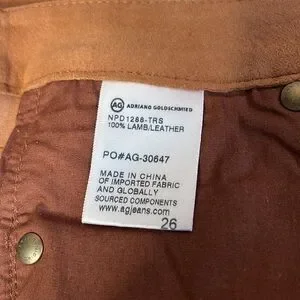 AG ADRIANO GOLDSCHMIED
NPD1288-TRS
100% LAMB/LEATHER
PO#AG-30647
MADE IN CHINA
OF IMPORTED FABRIC
AND GLOBALLY
SOURCED COMPONENTS
www.agjeans.com
26